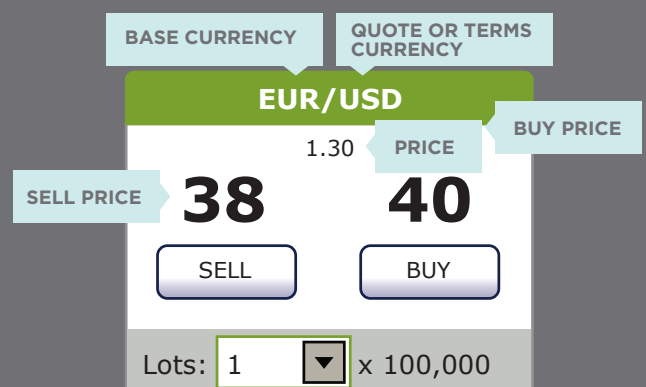 BASE CURRENCY
QUOTE OR TERMS
CURRENCY
EUR/USD
BUY PRICE
1.30
PRICE
SELL PRICE
38
40
SELL
BUY
Lots: 1 x 100,000